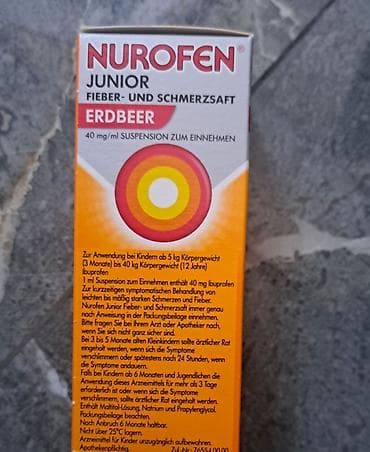 NUROFEN®
JUNIOR
FIEBER- UND SCHMERZSAFT
ERDBEER
40 mg/ml SUSPENSION ZUM EINNEHMEN
Zur Anwendung bei Kindern ab 5 kg Körpergewicht
(3 Monate) bis 40 kg Körpergewicht (12 Jahre)
Ibuprofen
1 ml Suspension zum Einnehmen enthält 40 mg Ibuprofen
Zur kurzzeitigen symptomatischen Behandlung von
leichten bis mäßig starken Schmerzen und Fieber.
Nurofen Junior Fieber- und Schmerzsaft immer genau
nach Anweisung in der Packungsbeilage einnehmen.
Bitte fragen Sie bei Ihrem Arzt oder Apotheker nach,
wenn Sie sich nicht ganz sicher sind.
Bei 3 bis 5 Monate alten Kleinkindern sollte ärztlicher Rat
eingeholt werden, wenn sich die Symptome
verschlimmern oder spätestens nach 24 Stunden, wenn
die Symptome andauern.
Falls bei Kindern ab 6 Monaten und Jugendlichen die
Anwendung dieses Arzneimittels für mehr als 3 Tage
erforderlich ist oder wenn sich die Symptome
verschlimmern, sollte ärztlicher Rat eingeholt werden.
Enthält Maltitol-Lösung, Natrium und Propylenglycol.
Packungsbeilage beachten.
Nach Anbruch 6 Monate haltbar.
Nicht über 25°C lagern.
Arzneimittel für Kinder unzugänglich aufbewahren.
Apothekenpflichtig.